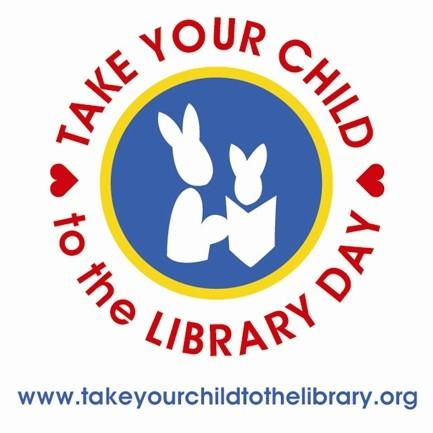 TAKE YOUR CHILD
to the LIBRARY DAY
www.takeyourchildtothelibrary.org